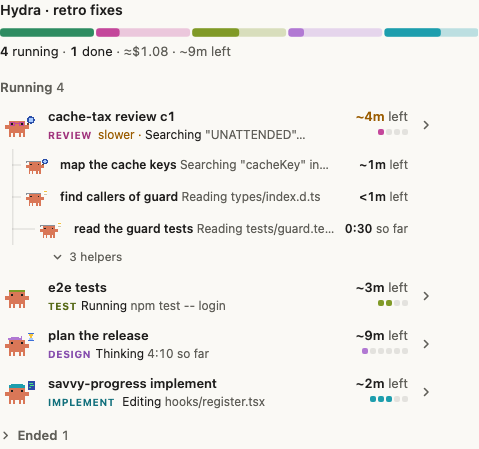 Hydra · retro fixes
4 running · 1 done · ≈$1.08 · ~9m left
Running 4
cache-tax review c1 ~4m left
REVIEW slower · Searching "UNATTENDED"...
map the cache keys Searching "cacheKey" in... ~1m left
find callers of guard Reading types/index.d.ts <1m left
read the guard tests Reading tests/guard.te... 0:30 so far
3 helpers
e2e tests ~3m left
TEST Running npm test -- login
plan the release ~9m left
DESIGN Thinking 4:10 so far
savvy-progress implement ~2m left
IMPLEMENT Editing hooks/register.tsx
Ended 1